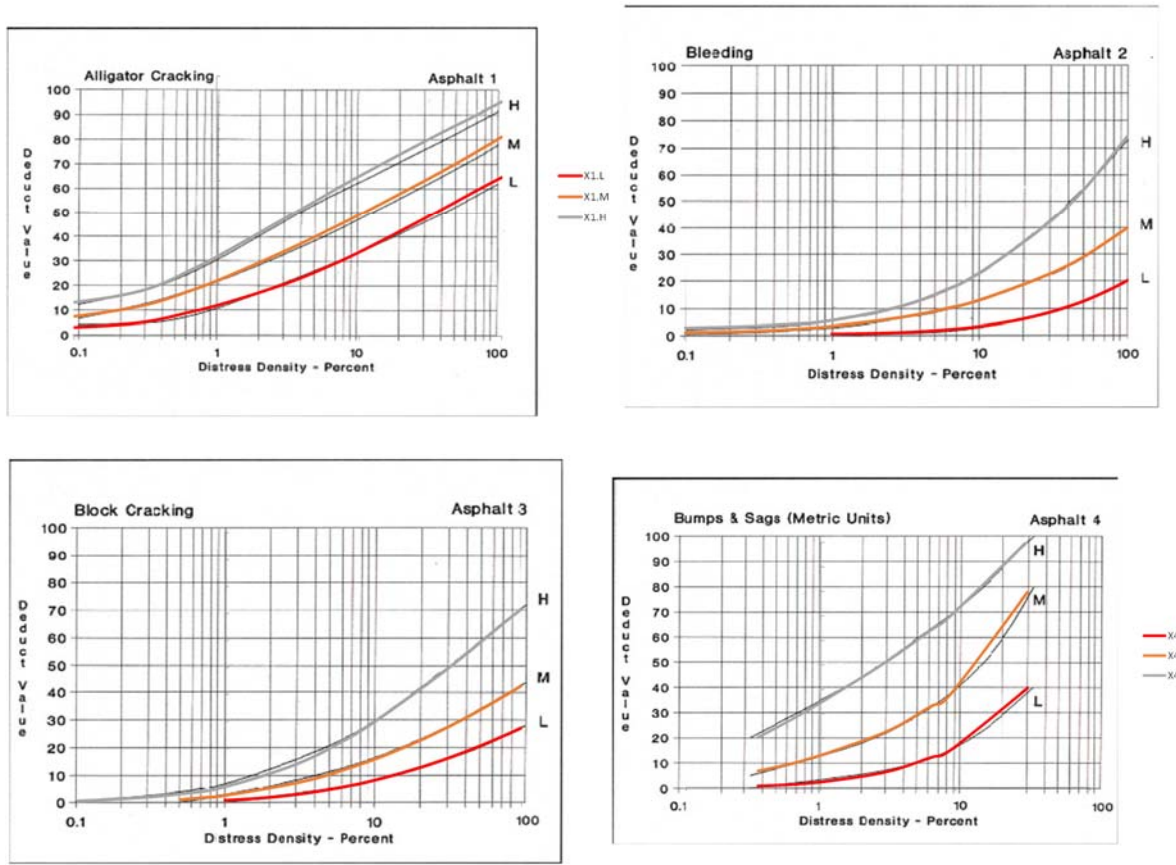 Alligator Cracking Asphalt 1
100
90
80
70
60
50
40
30
20
10
0
Deduct Value
H
M
L
0.1 1 10 100
Distress Density - Percent
X1.L
X1.M
X1.H
Bleeding Asphalt 2
100
90
80
70
60
50
40
30
20
10
0
Deduct Value
H
M
L
0.1 1 10 100
Distress Density - Percent
Block Cracking Asphalt 3
100
90
80
70
60
50
40
30
20
10
0
Deduct Value
H
M
L
0.1 1 10 100
Distress Density - Percent
Bumps & Sags (Metric Units) Asphalt 4
100
90
80
70
60
50
40
30
20
10
0
Deduct Value
H
M
L
0.1 1 10 100
Distress Density - Percent